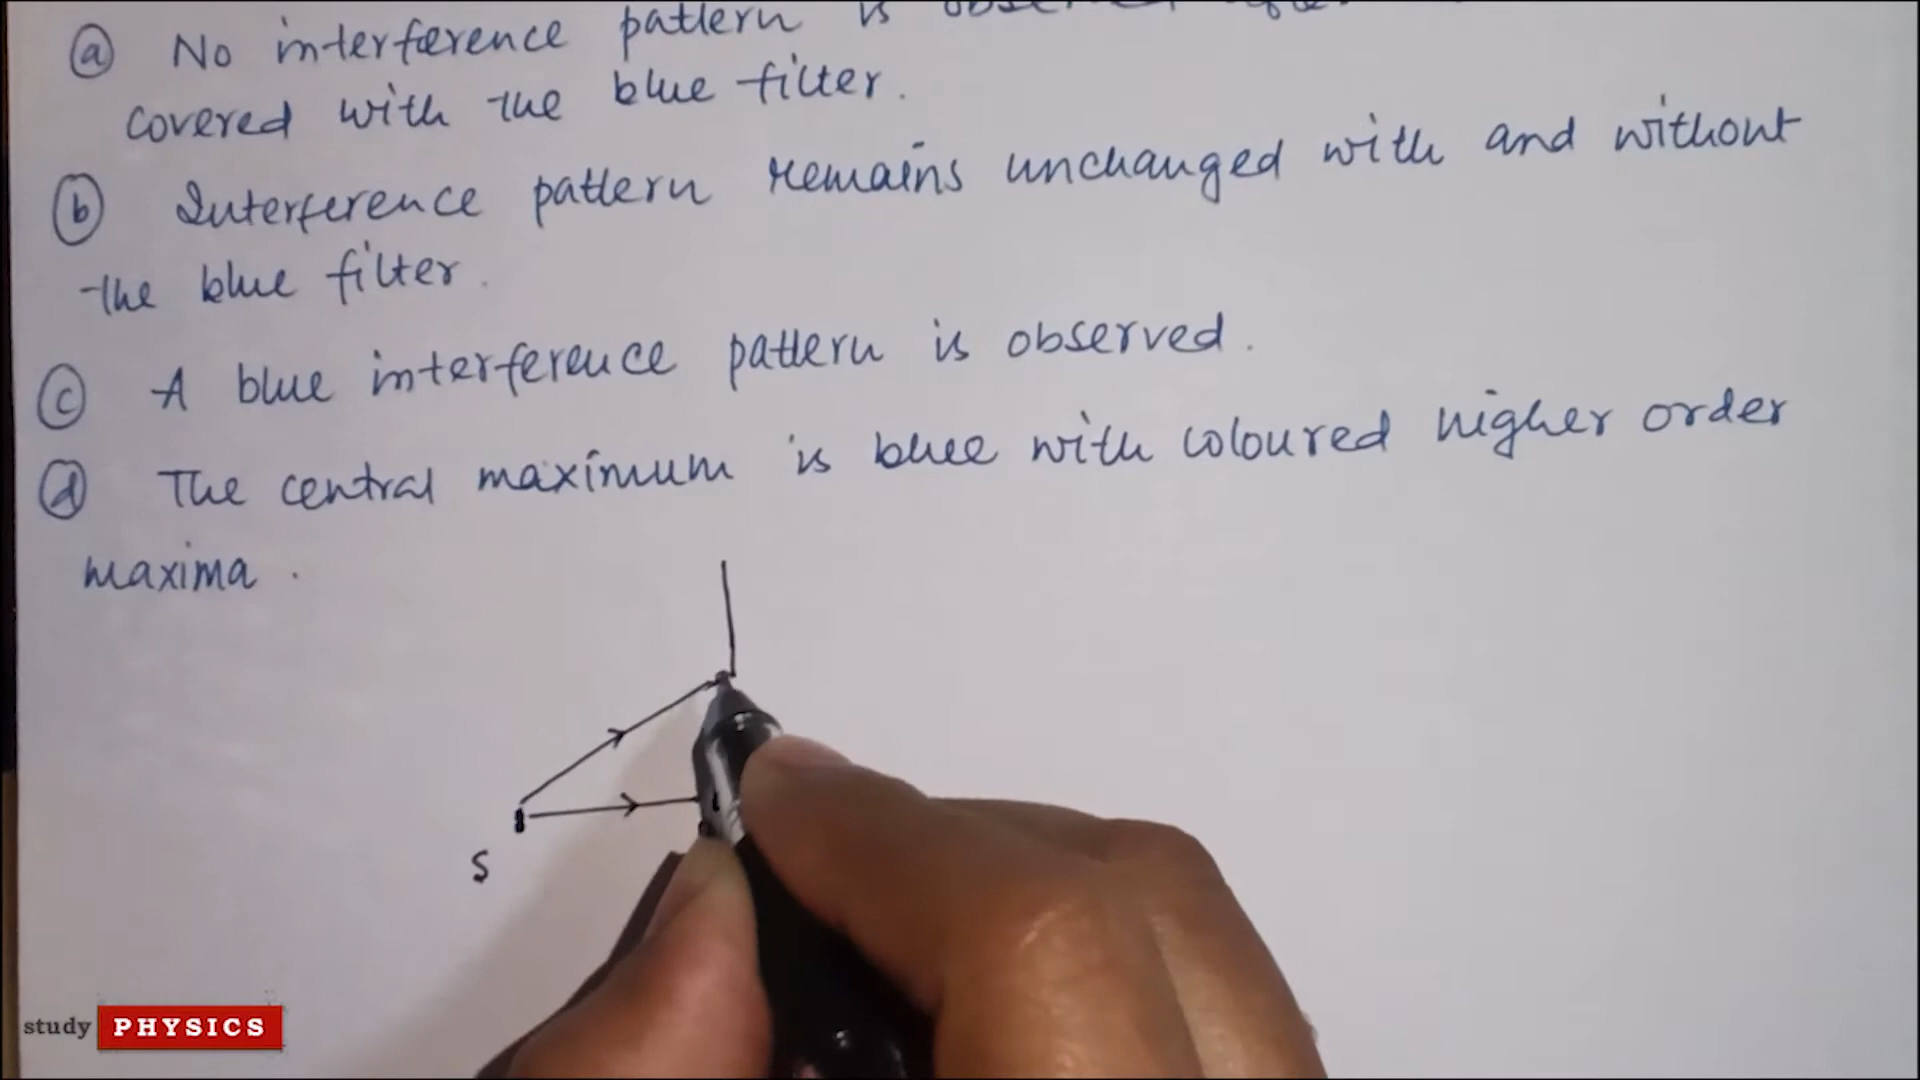 ⓐ No interference pattern is
covered with the blue filter.
ⓑ Interference pattern remains unchanged with and without
the blue filter.
ⓒ A blue interference pattern is observed.
ⓓ The central maximum is blue with coloured higher order
maxima.
S
study PHYSICS